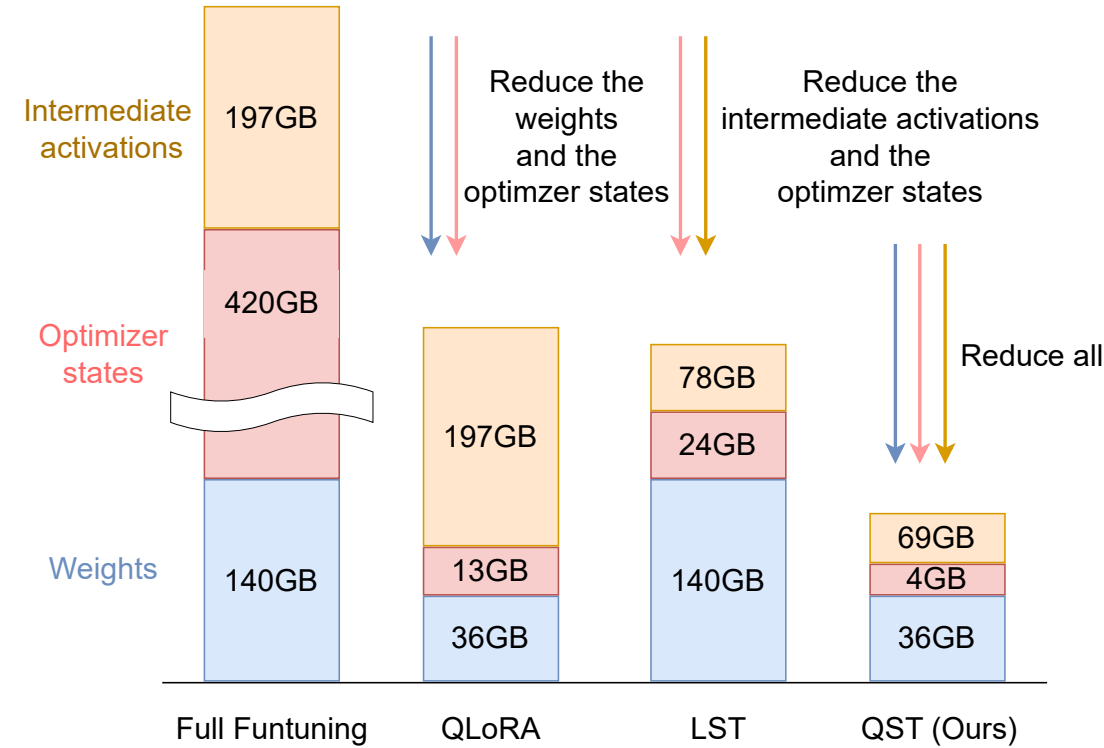 Intermediate
activations
Optimizer
states
Weights
197GB
420GB
140GB
Full Funtuning
Reduce the
weights
and the
optimzer states
197GB
13GB
36GB
QLoRA
Reduce the
intermediate activations
and the
optimzer states
78GB
24GB
140GB
LST
Reduce all
69GB
4GB
36GB
QST (Ours)